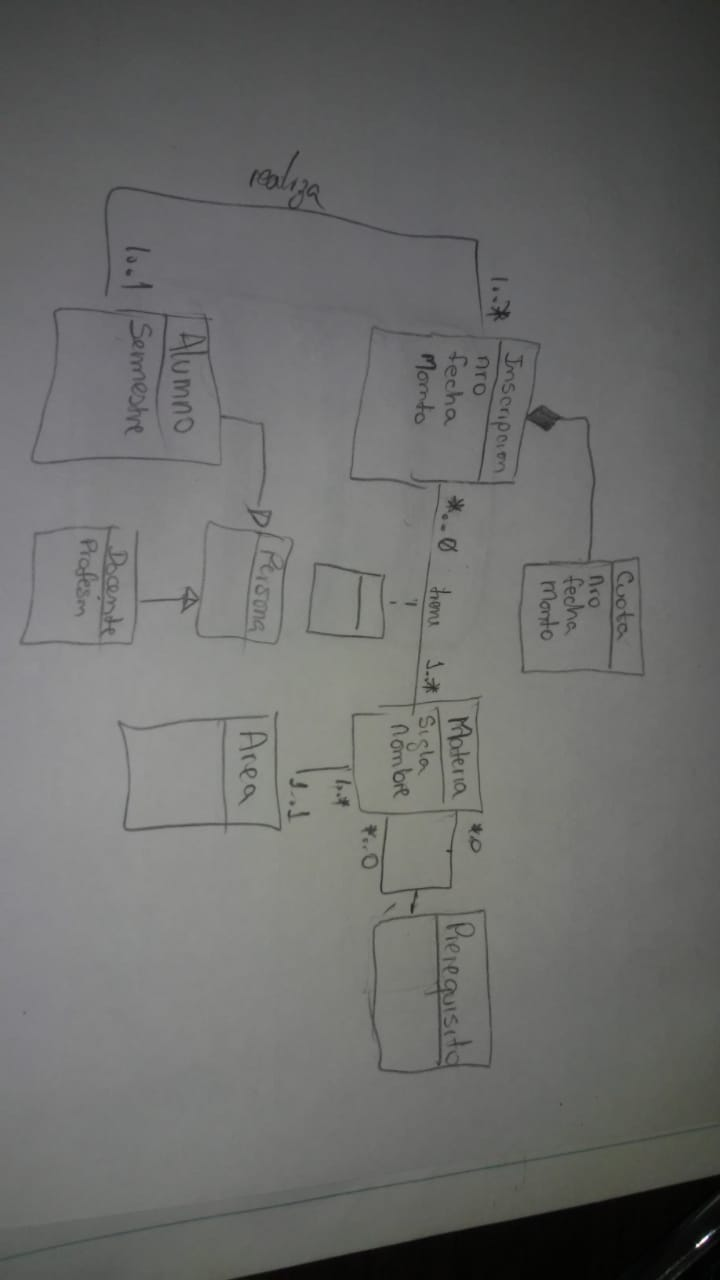 Cuota
nro
fecha
monto
1..*
Inscripcion
nro
fecha
Monto
*..0
tiene
1..*
Materia
Sigla
nombre
*0
*..0
Prerequisito
realiza
1..*
1..1
Area
Persona
1..1
Alumno
Semestre
Docente